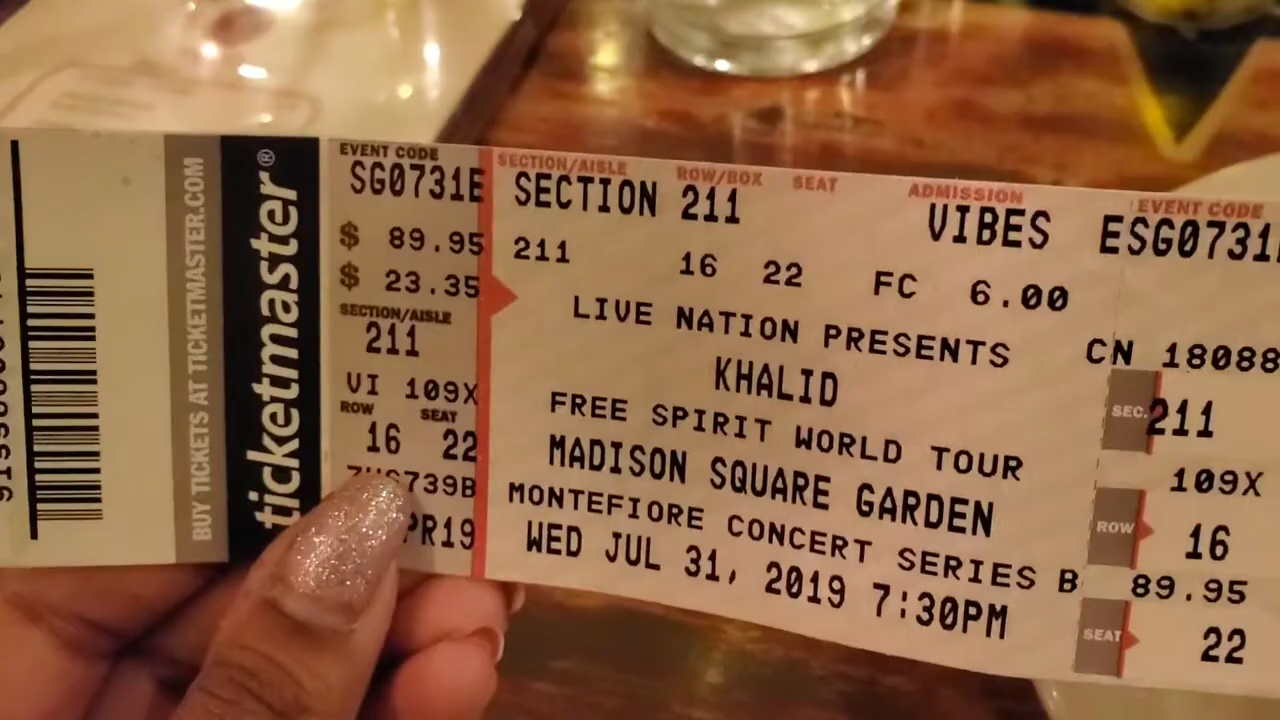 BUY TICKETS AT TICKETMASTER.COM
ticketmaster®
EVENT CODE
SG0731E
$ 89.95
$ 23.35
SECTION/AISLE
211
VI 109X
ROW SEAT
16 22
739B
PR19
SECTION/AISLE ROW/BOX SEAT ADMISSION EVENT CODE
SECTION 211 VIBES ESG0731
211 16 22 FC 6.00
LIVE NATION PRESENTS CN 18088
KHALID
FREE SPIRIT WORLD TOUR
MADISON SQUARE GARDEN
MONTEFIORE CONCERT SERIES B
WED JUL 31, 2019 7:30PM
SEC. 211
109X
ROW 16
89.95
SEAT 22